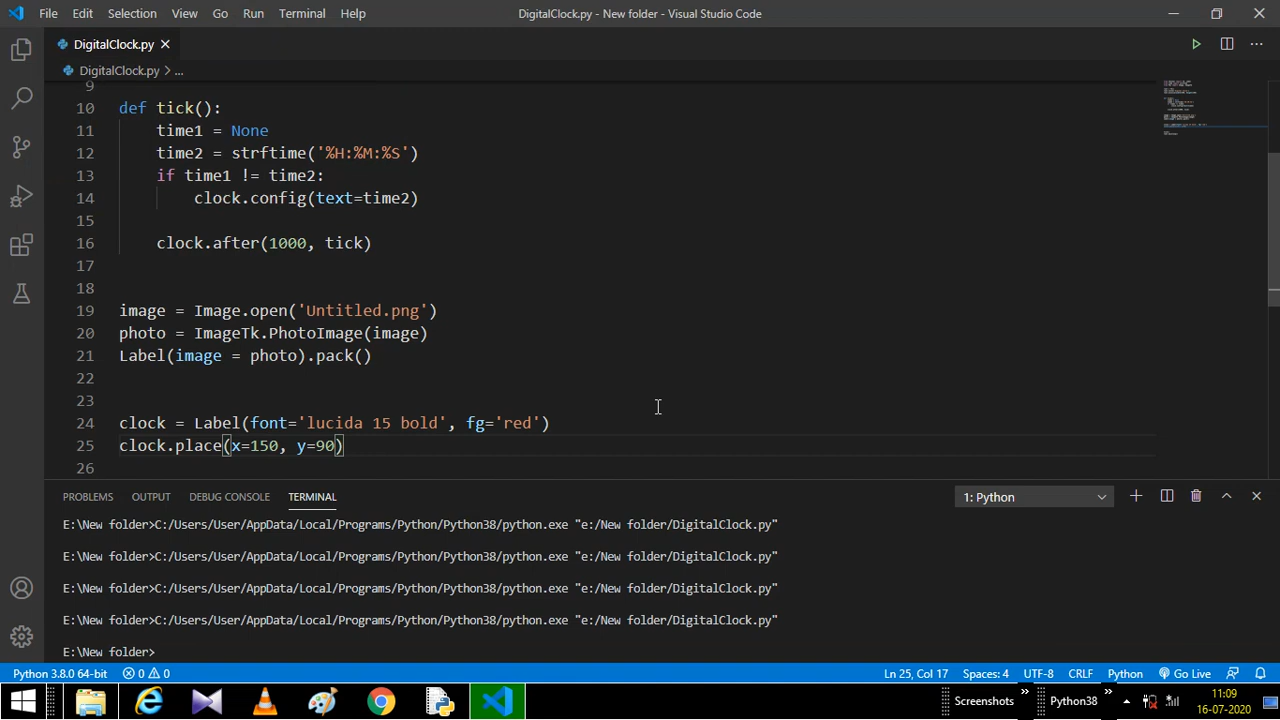 File Edit Selection View Go Run Terminal Help DigitalClock.py - New folder - Visual Studio Code
DigitalClock.py
DigitalClock.py > ...
9
10 def tick():
11 time1 = None
12 time2 = strftime('%H:%M:%S')
13 if time1 != time2:
14 clock.config(text=time2)
15
16 clock.after(1000, tick)
17
18
19 image = Image.open('Untitled.png')
20 photo = ImageTk.PhotoImage(image)
21 Label(image = photo).pack()
22
23
24 clock = Label(font='lucida 15 bold', fg='red')
25 clock.place(x=150, y=90)
26
PROBLEMS OUTPUT DEBUG CONSOLE TERMINAL 1: Python
E:\New folder>C:/Users/User/AppData/Local/Programs/Python/Python38/python.exe "e:/New folder/DigitalClock.py"
E:\New folder>C:/Users/User/AppData/Local/Programs/Python/Python38/python.exe "e:/New folder/DigitalClock.py"
E:\New folder>C:/Users/User/AppData/Local/Programs/Python/Python38/python.exe "e:/New folder/DigitalClock.py"
E:\New folder>C:/Users/User/AppData/Local/Programs/Python/Python38/python.exe "e:/New folder/DigitalClock.py"
E:\New folder>
Python 3.8.0 64-bit 0 0 Ln 25, Col 17 Spaces: 4 UTF-8 CRLF Python Go Live
Screenshots » Python38 » 11:09
16-07-2020